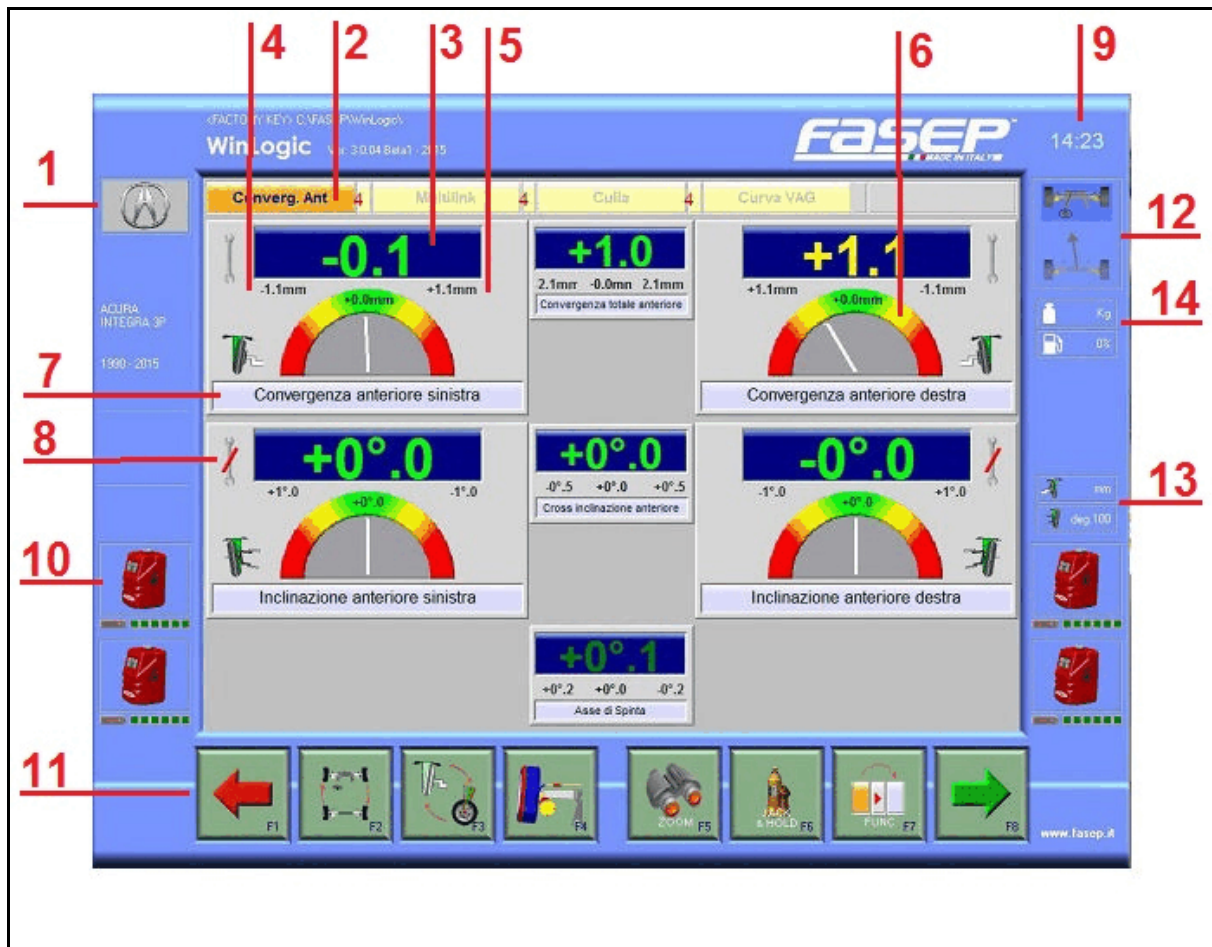 4 2 3 5 6 9
<FACTORY KEY> C:\FASEP\WinLogic\
WinLogic Ver: 3.0.04 Beta1 - 2015
FASEP
MADE IN ITALY
14:23
1
Converg. Ant 4 Multilink 4 Culla 4 Curva VAG
12
-0.1
-1.1mm +0.0mm +1.1mm
+1.0
2.1mm -0.0mm 2.1mm
Convergenza totale anteriore
+1.1
+1.1mm +0.0mm -1.1mm
ACURA
INTEGRA 3P
1990 - 2015
14
Kg
0%
7
Convergenza anteriore sinistra
Convergenza anteriore destra
8
+0°.0
+1°.0 +0°.0 -1°.0
+0°.0
-0°.5 +0°.0 +0°.5
Cross inclinazione anteriore
-0°.0
-1°.0 +0°.0 +1°.0
13
mm
deg.100
10
Inclinazione anteriore sinistra
Inclinazione anteriore destra
+0°.1
+0°.2 +0°.0 -0°.2
Asse di Spinta
11
F1
F2
F3
F4
ZOOM F5
& HOLD F6
FUNC F7
F8
www.fasep.it